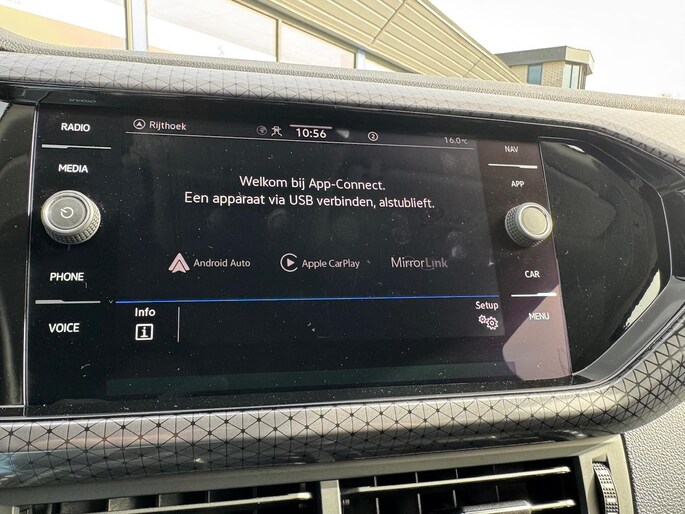 RADIO
MEDIA
PHONE
VOICE
Rijthoek
10:56
2
16.0°C
Welkom bij App-Connect.
Een apparaat via USB verbinden, alstublieft.
Android Auto
Apple CarPlay
MirrorLink
Info
Setup
NAV
APP
CAR
MENU